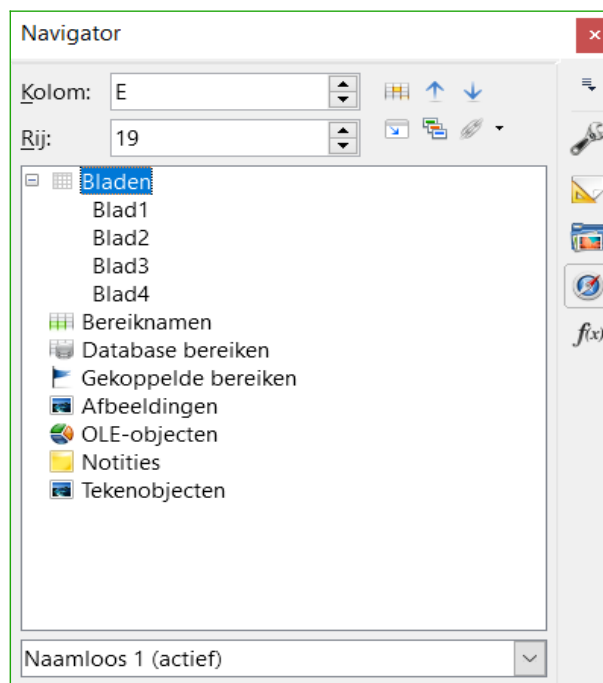 Navigator
Kolom: E
Rij: 19
Bladen
Blad1
Blad2
Blad3
Blad4
Bereiknamen
Database bereiken
Gekoppelde bereiken
Afbeeldingen
OLE-objecten
Notities
Tekenobjecten
f(x)
Naamloos 1 (actief)